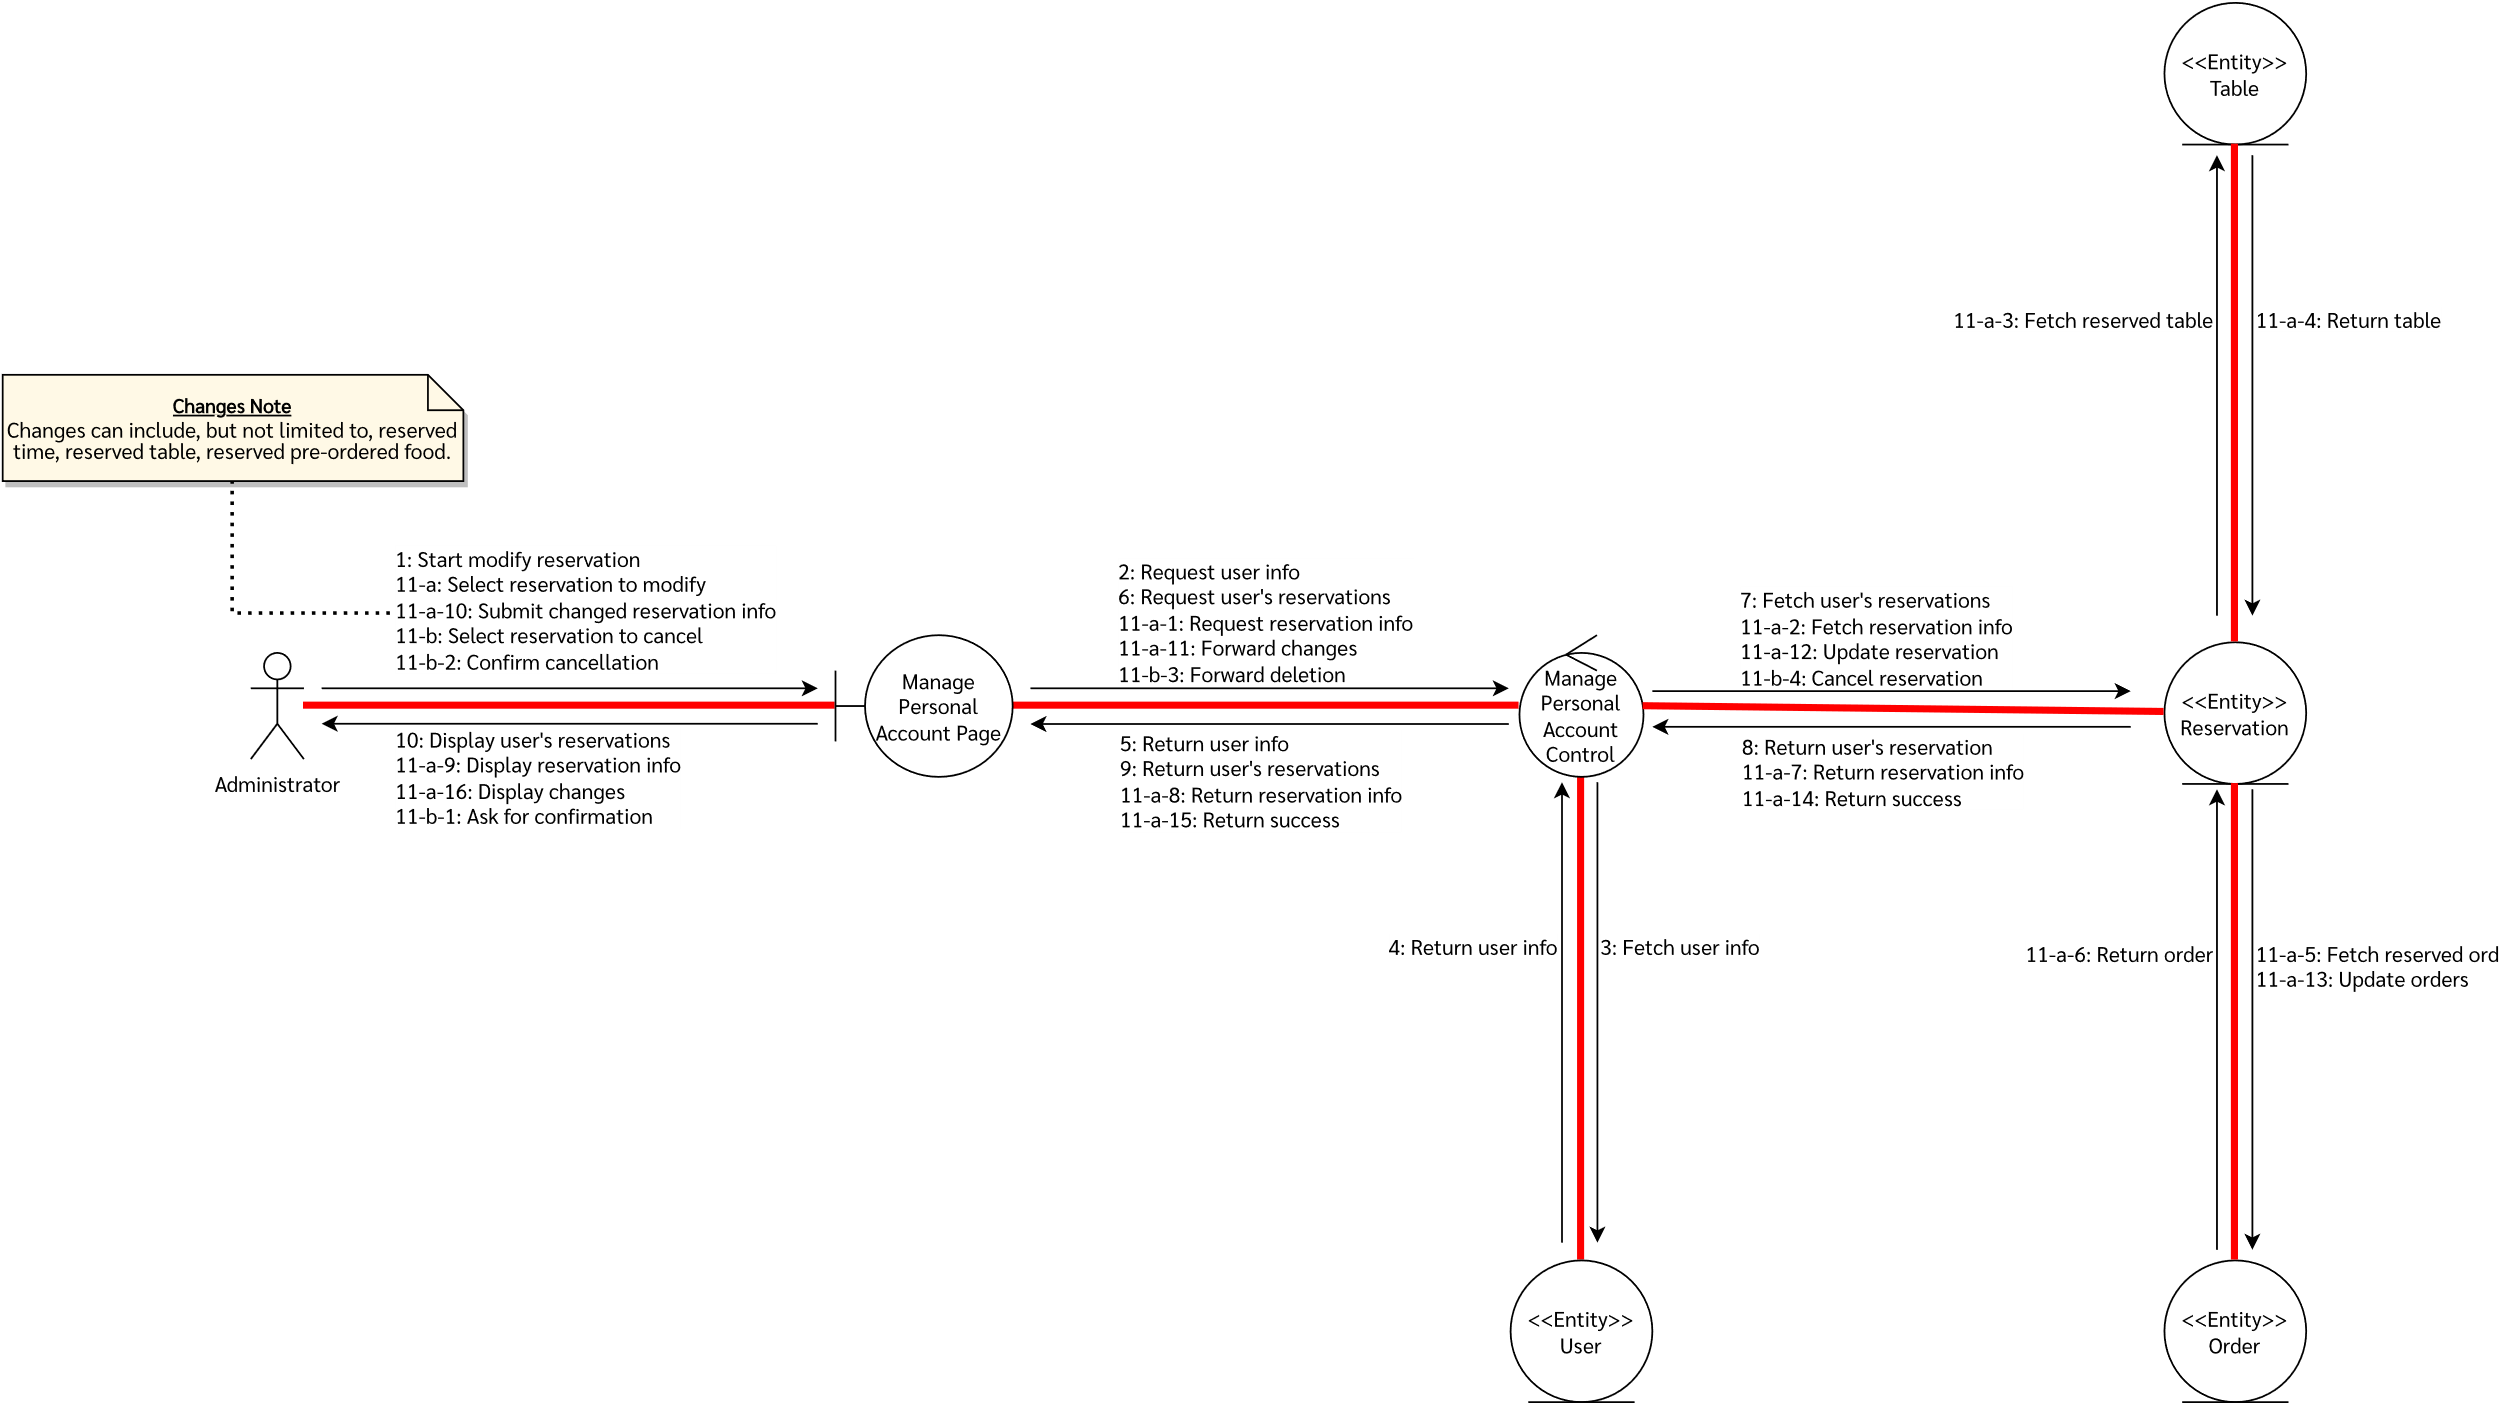 <<Entity>>
Table
11-a-3: Fetch reserved table
11-a-4: Return table
Changes Note
Changes can include, but not limited to, reserved
time, reserved table, reserved pre-ordered food.
1: Start modify reservation
11-a: Select reservation to modify
11-a-10: Submit changed reservation info
11-b: Select reservation to cancel
11-b-2: Confirm cancellation
2: Request user info
6: Request user's reservations
11-a-1: Request reservation info
11-a-11: Forward changes
11-b-3: Forward deletion
7: Fetch user's reservations
11-a-2: Fetch reservation info
11-a-12: Update reservation
11-b-4: Cancel reservation
Administrator
Manage
Personal
Account Page
Manage
Personal
Account
Control
<<Entity>>
Reservation
10: Display user's reservations
11-a-9: Display reservation info
11-a-16: Display changes
11-b-1: Ask for confirmation
5: Return user info
9: Return user's reservations
11-a-8: Return reservation info
11-a-15: Return success
8: Return user's reservation
11-a-7: Return reservation info
11-a-14: Return success
4: Return user info
3: Fetch user info
11-a-6: Return order
11-a-5: Fetch reserved ord
11-a-13: Update orders
<<Entity>>
User
<<Entity>>
Order